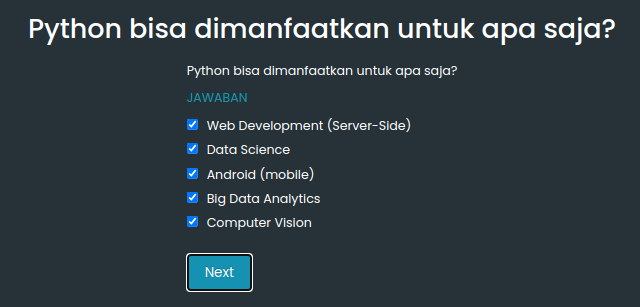 Python bisa dimanfaatkan untuk apa saja?
Python bisa dimanfaatkan untuk apa saja?
JAWABAN
Web Development (Server-Side)
Data Science
Android (mobile)
Big Data Analytics
Computer Vision
Next